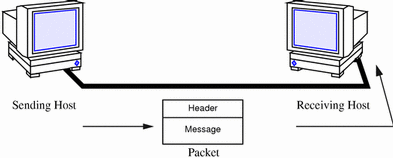 Sending Host
Receiving Host
Header
Message
Packet